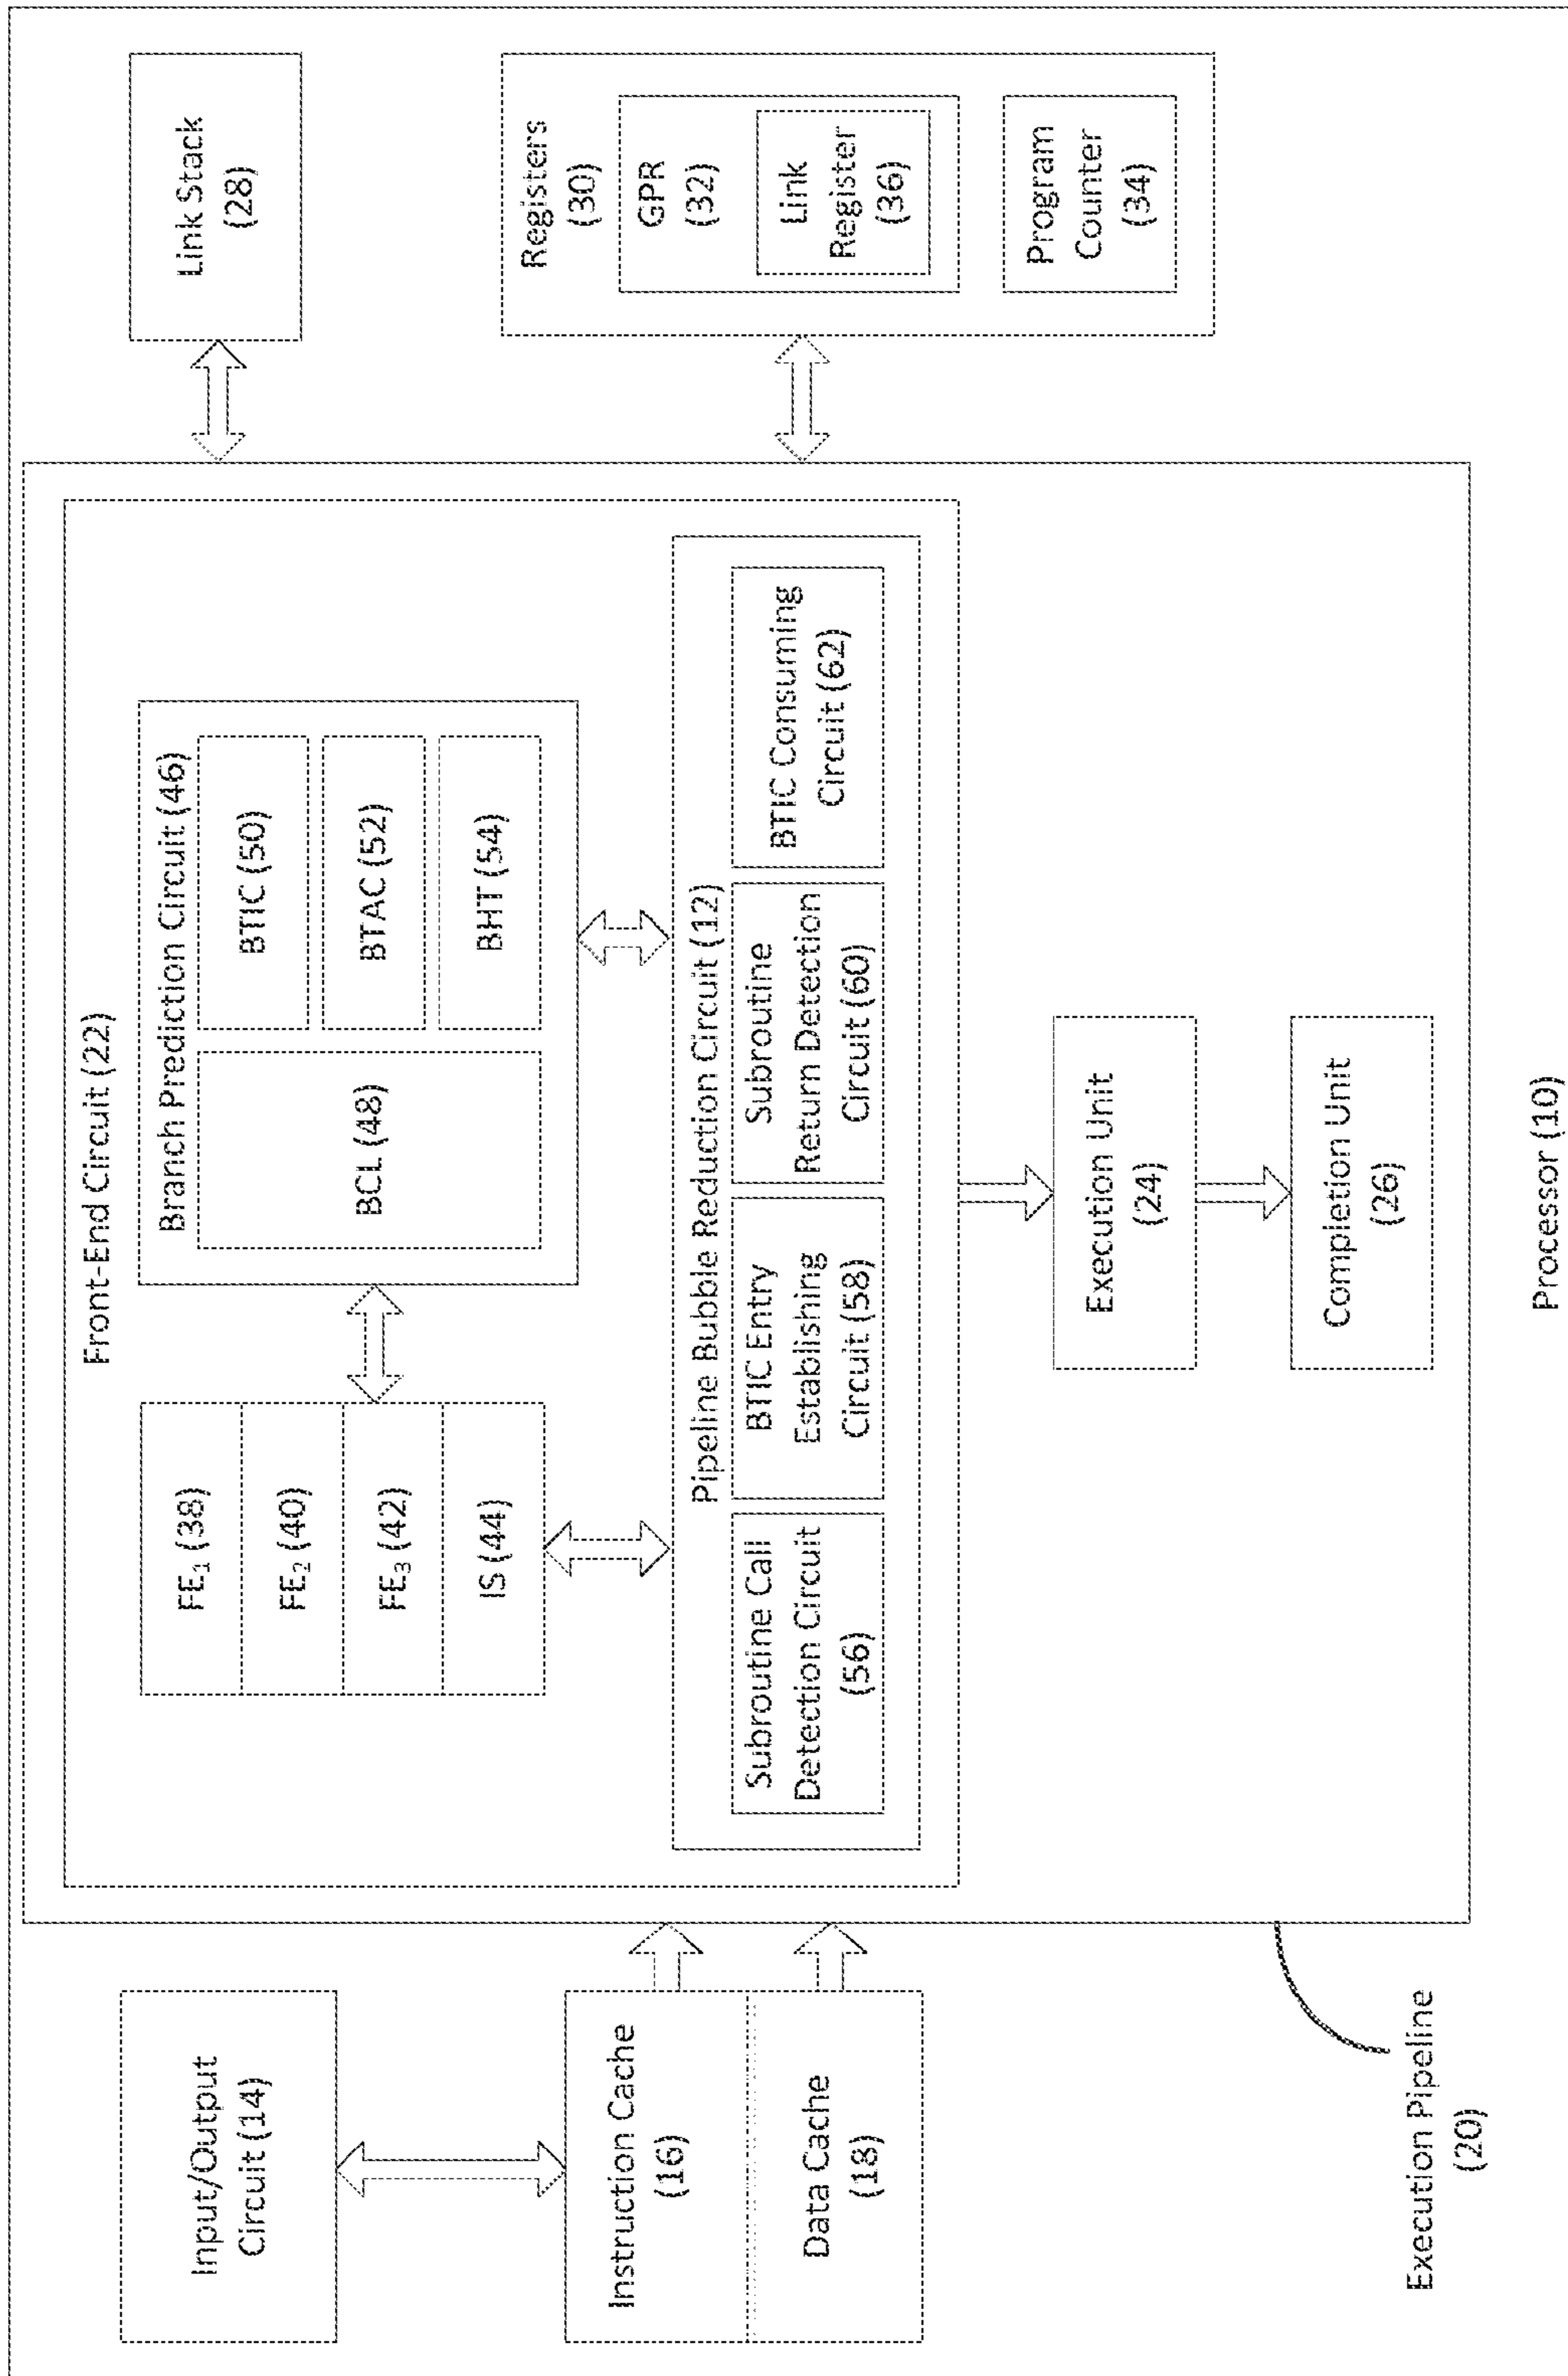 Input/Output
Circuit (14)
Instruction Cache
(16)
Data Cache
(18)
Execution Pipeline
(20)
Front-End Circuit (22)
FE₁ (38)
FE₂ (40)
FE₃ (42)
IS (44)
Branch Prediction Circuit (46)
BCL (48)
BTIC (50)
BTAC (52)
BHT (54)
Pipeline Bubble Reduction Circuit (12)
Subroutine Call
Detection Circuit
(56)
BTIC Entry
Establishing
Circuit (58)
Subroutine
Return Detection
Circuit (60)
BTIC Consuming
Circuit (62)
Execution Unit
(24)
Completion Unit
(26)
Link Stack
(28)
Registers
(30)
GPR
(32)
Link
Register
(36)
Program
Counter
(34)
Processor (10)